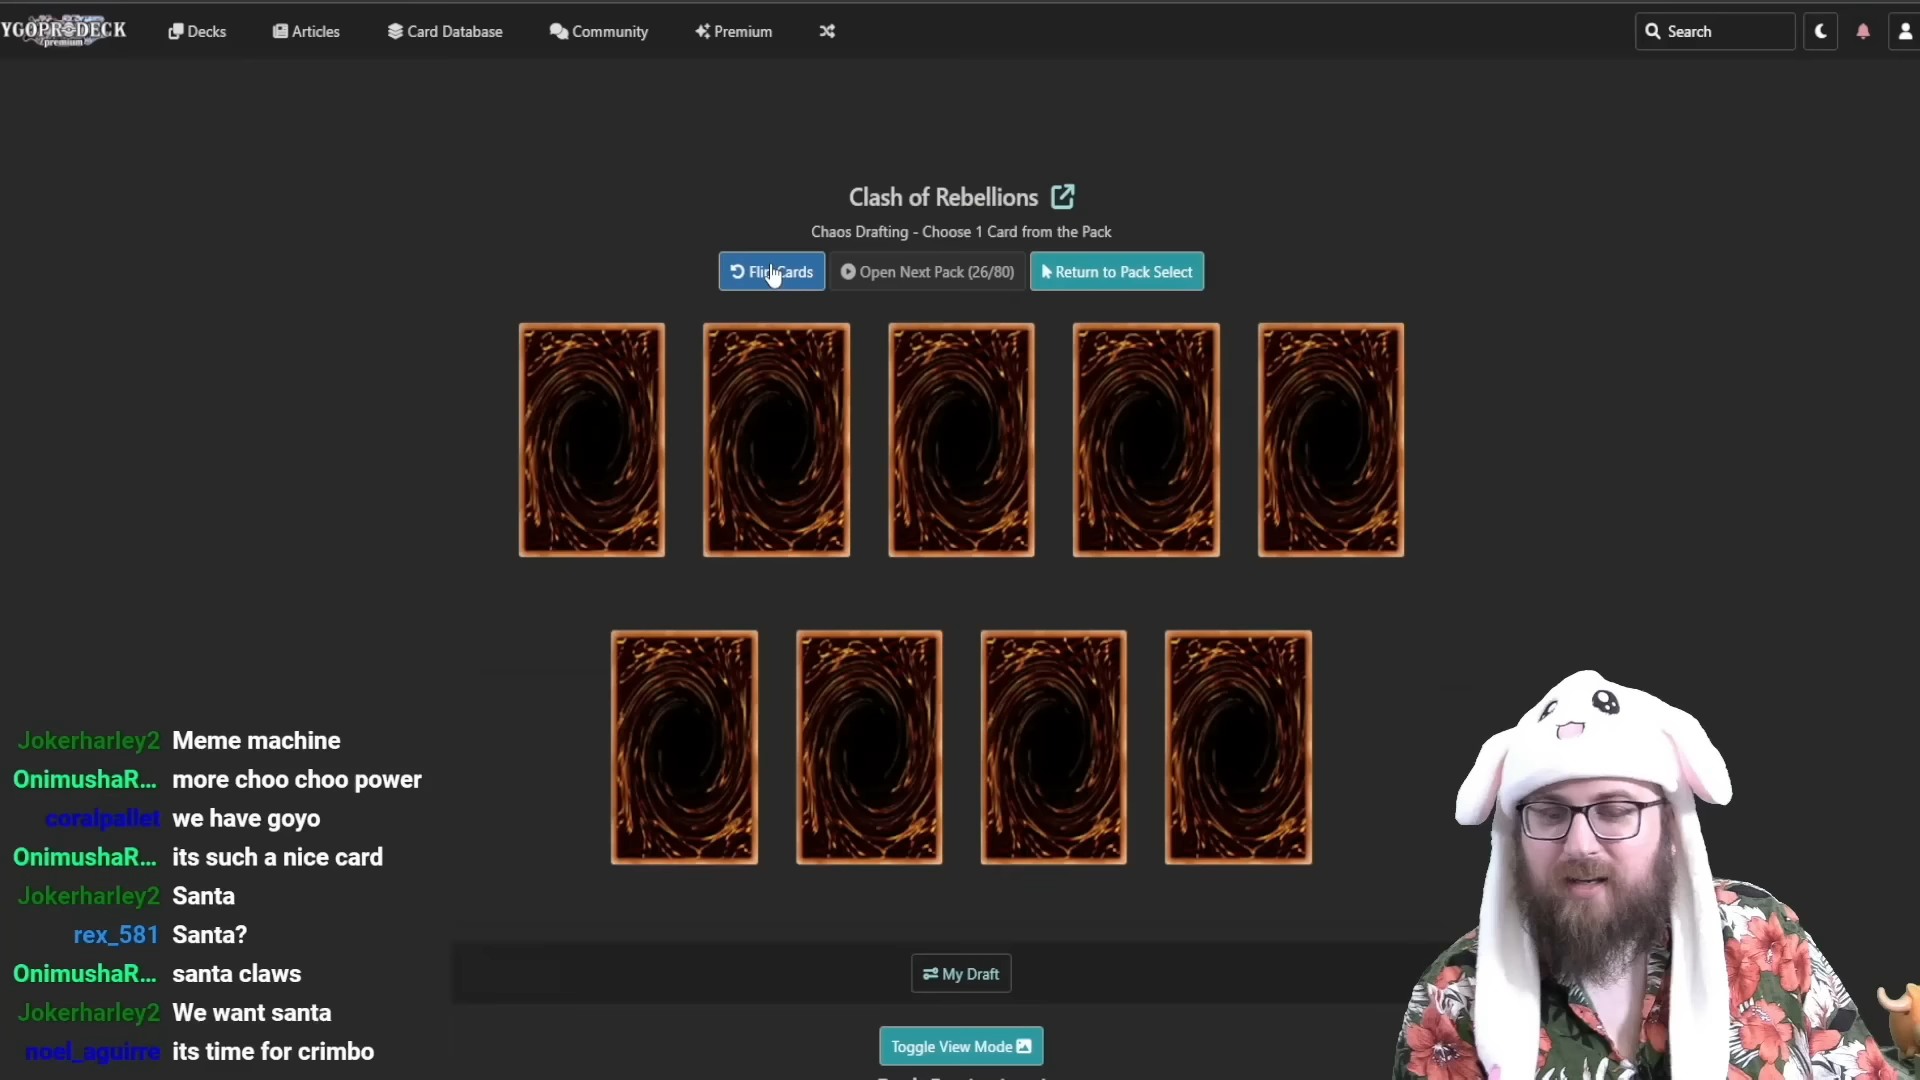 YGOPRODECK
premium
Decks
Articles
Card Database
Community
Premium
Search
Clash of Rebellions
Chaos Drafting - Choose 1 Card from the Pack
Flip Cards
Open Next Pack (26/80)
Return to Pack Select
Jokerharley2 Meme machine
OnimushaR... more choo choo power
coralpallet we have goyo
OnimushaR... its such a nice card
Jokerharley2 Santa
rex_581 Santa?
OnimushaR... santa claws
Jokerharley2 We want santa
noel_aguirre its time for crimbo
My Draft
Toggle View Mode